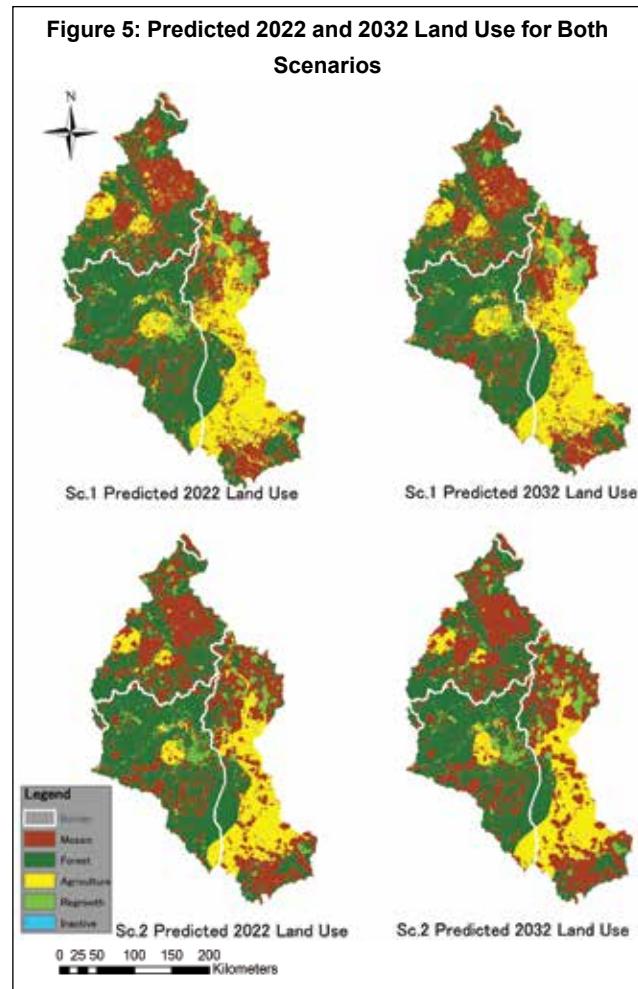 Figure 5: Predicted 2022 and 2032 Land Use for Both
Scenarios
N
Sc.1 Predicted 2022 Land Use
Sc.1 Predicted 2032 Land Use
Legend
Border
Mosaic
Forest
Agriculture
Regrowth
Inactive
Sc.2 Predicted 2022 Land Use
Sc.2 Predicted 2032 Land Use
0 25 50 100 150 200
Kilometers